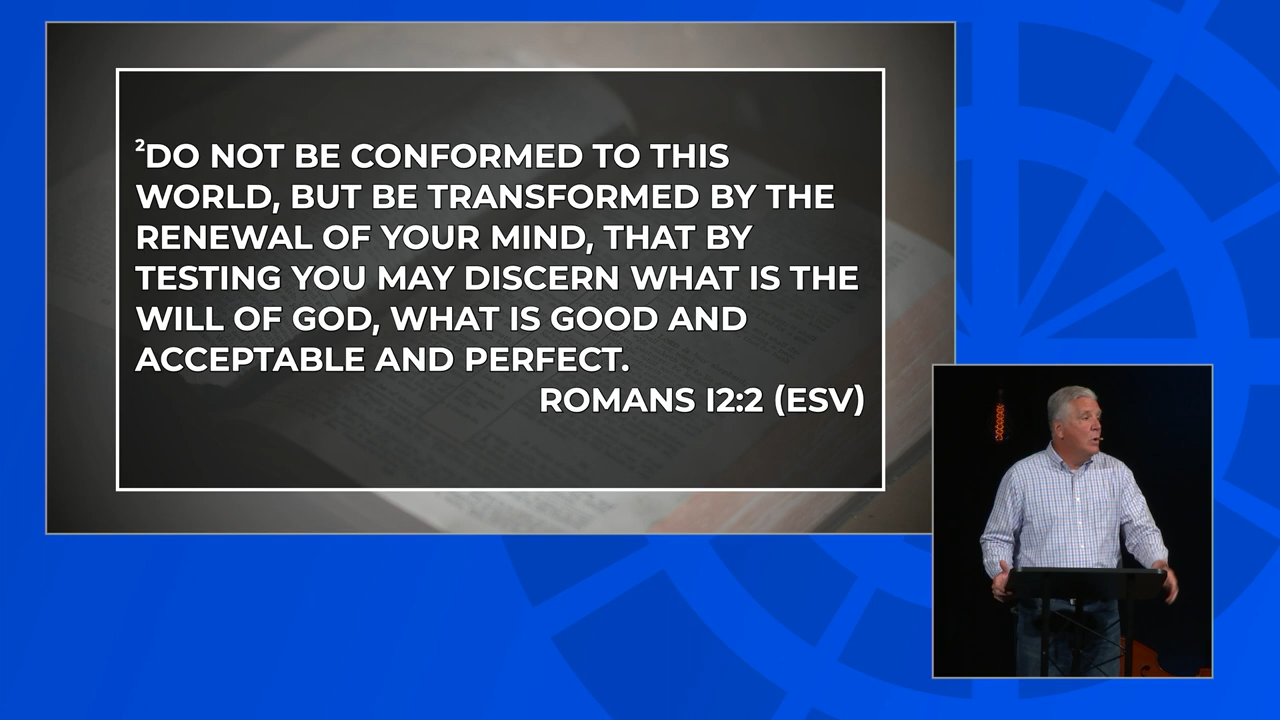 ²DO NOT BE CONFORMED TO THIS
WORLD, BUT BE TRANSFORMED BY THE
RENEWAL OF YOUR MIND, THAT BY
TESTING YOU MAY DISCERN WHAT IS THE
WILL OF GOD, WHAT IS GOOD AND
ACCEPTABLE AND PERFECT.
ROMANS 12:2 (ESV)